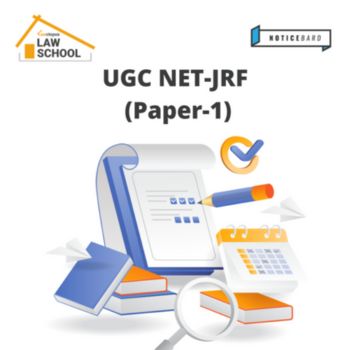 LAW
SCHOOL
NOTICEBARD
UGC NET-JRF
(Paper-1)